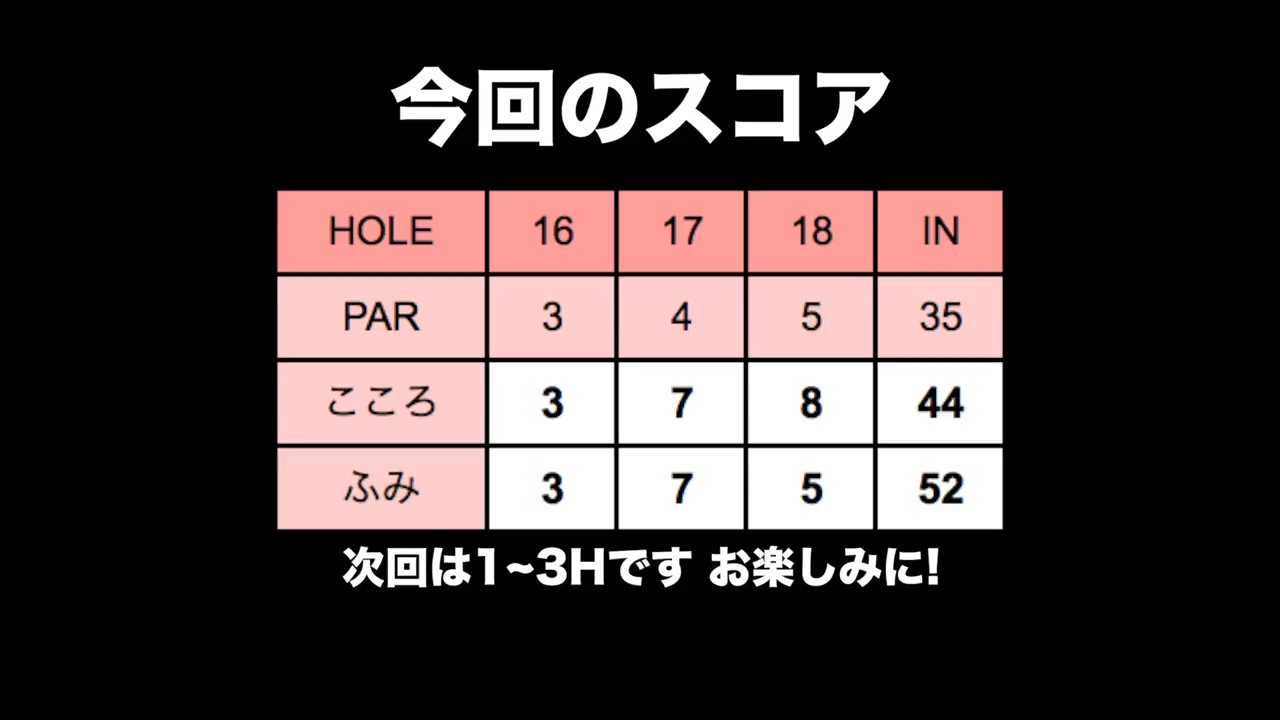 今回のスコア
HOLE 16 17 18 IN
PAR 3 4 5 35
こころ 3 7 8 44
ふみ 3 7 5 52
次回は1~3Hです お楽しみに!